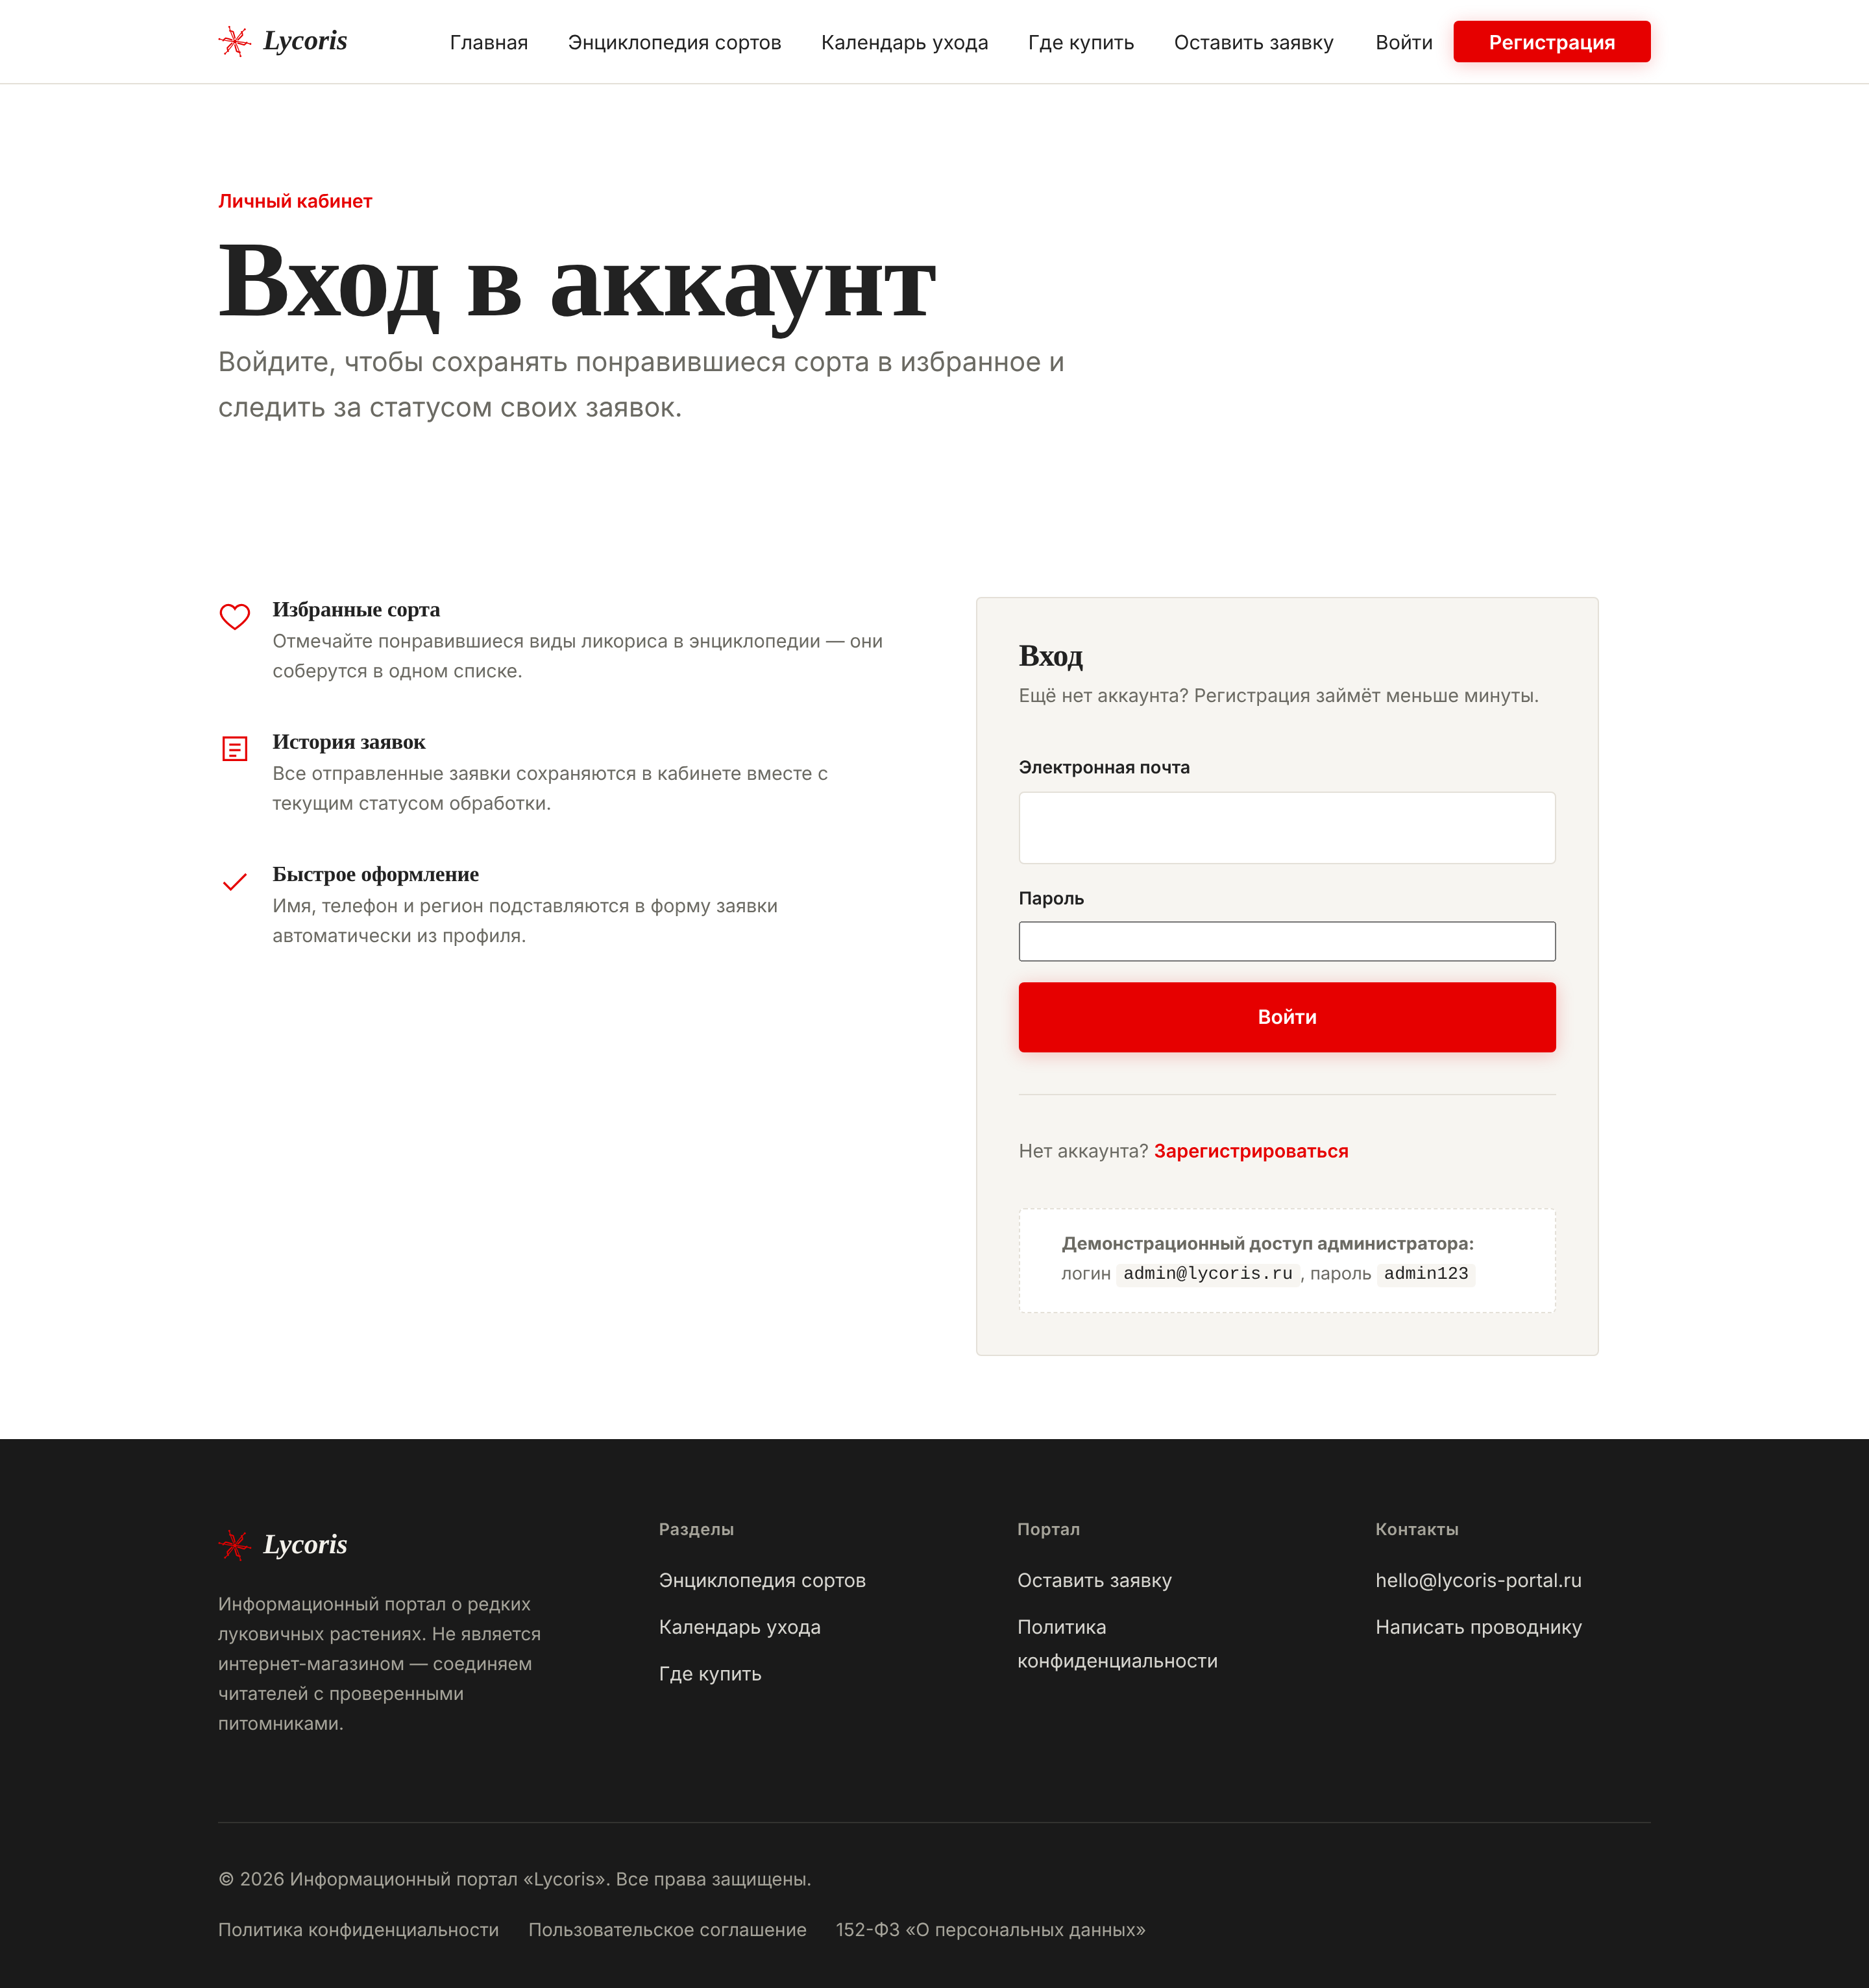 Lycoris
Главная
Энциклопедия сортов
Календарь ухода
Где купить
Оставить заявку
Войти
Регистрация
Личный кабинет
Вход в аккаунт
Войдите, чтобы сохранять понравившиеся сорта в избранное и
следить за статусом своих заявок.
Избранные сорта
Отмечайте понравившиеся виды ликориса в энциклопедии — они
соберутся в одном списке.
История заявок
Все отправленные заявки сохраняются в кабинете вместе с
текущим статусом обработки.
Быстрое оформление
Имя, телефон и регион подставляются в форму заявки
автоматически из профиля.
Вход
Ещё нет аккаунта? Регистрация займёт меньше минуты.
Электронная почта
Пароль
Войти
Нет аккаунта? Зарегистрироваться
Демонстрационный доступ администратора:
логин admin@lycoris.ru, пароль admin123
Lycoris
Информационный портал о редких
луковичных растениях. Не является
интернет-магазином — соединяем
читателей с проверенными
питомниками.
Разделы
Энциклопедия сортов
Календарь ухода
Где купить
Портал
Оставить заявку
Политика
конфиденциальности
Контакты
hello@lycoris-portal.ru
Написать проводнику
© 2026 Информационный портал «Lycoris». Все права защищены.
Политика конфиденциальности
Пользовательское соглашение
152-ФЗ «О персональных данных»